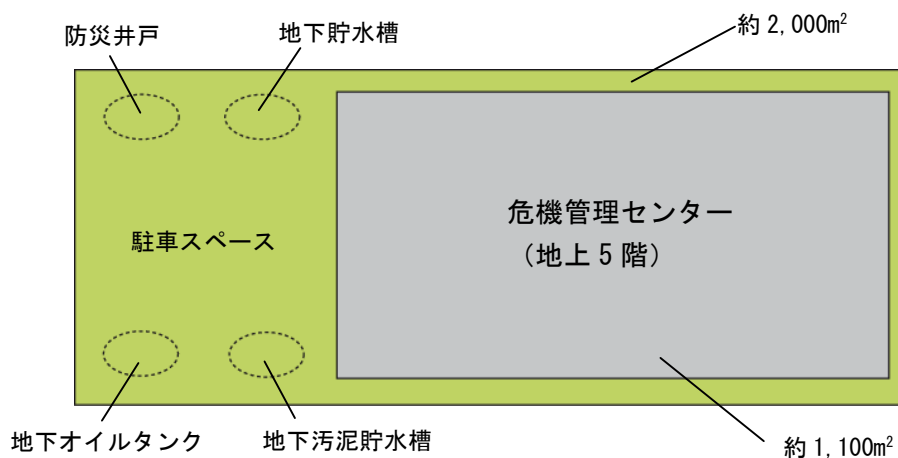 防災井戸
地下貯水槽
約 2,000m²
危機管理センター
（地上 5 階）
駐車スペース
地下オイルタンク
地下汚泥貯水槽
約 1,100m²